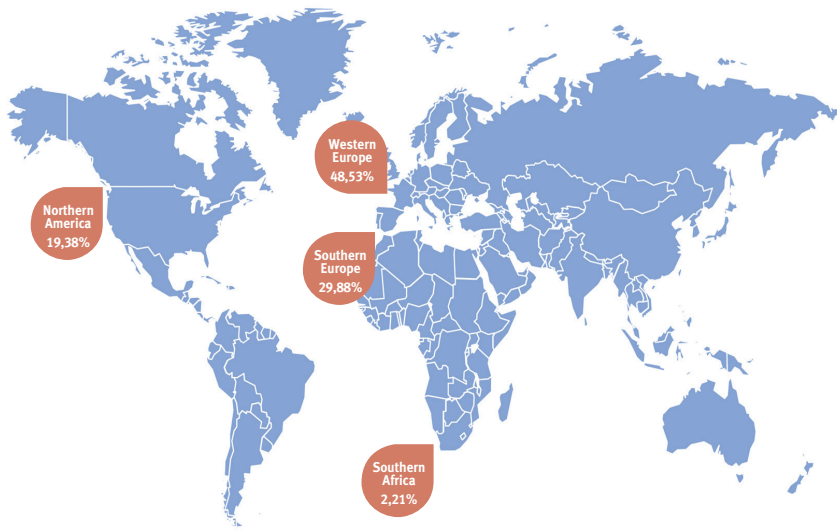 Western
Europe
48,53%
Northern
America
19,38%
Southern
Europe
29,88%
Southern
Africa
2,21%